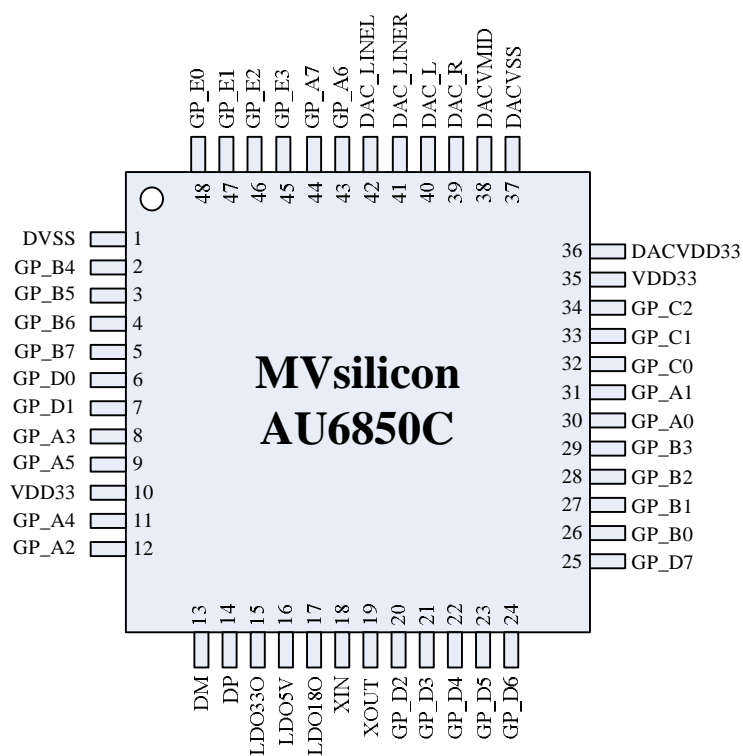 GP_E0
GP_E1
GP_E2
GP_E3
GP_A7
GP_A6
DAC_LINEL
DAC_LINER
DAC_L
DAC_R
DACVMID
DACVSS
48
47
46
45
44
43
42
41
40
39
38
37
DVSS 1
GP_B4 2
GP_B5 3
GP_B6 4
GP_B7 5
GP_D0 6
GP_D1 7
GP_A3 8
GP_A5 9
VDD33 10
GP_A4 11
GP_A2 12
MVsilicon
AU6850C
36 DACVDD33
35 VDD33
34 GP_C2
33 GP_C1
32 GP_C0
31 GP_A1
30 GP_A0
29 GP_B3
28 GP_B2
27 GP_B1
26 GP_B0
25 GP_D7
13
14
15
16
17
18
19
20
21
22
23
24
DM
DP
LDO33O
LDO5V
LDO18O
XIN
XOUT
GP_D2
GP_D3
GP_D4
GP_D5
GP_D6